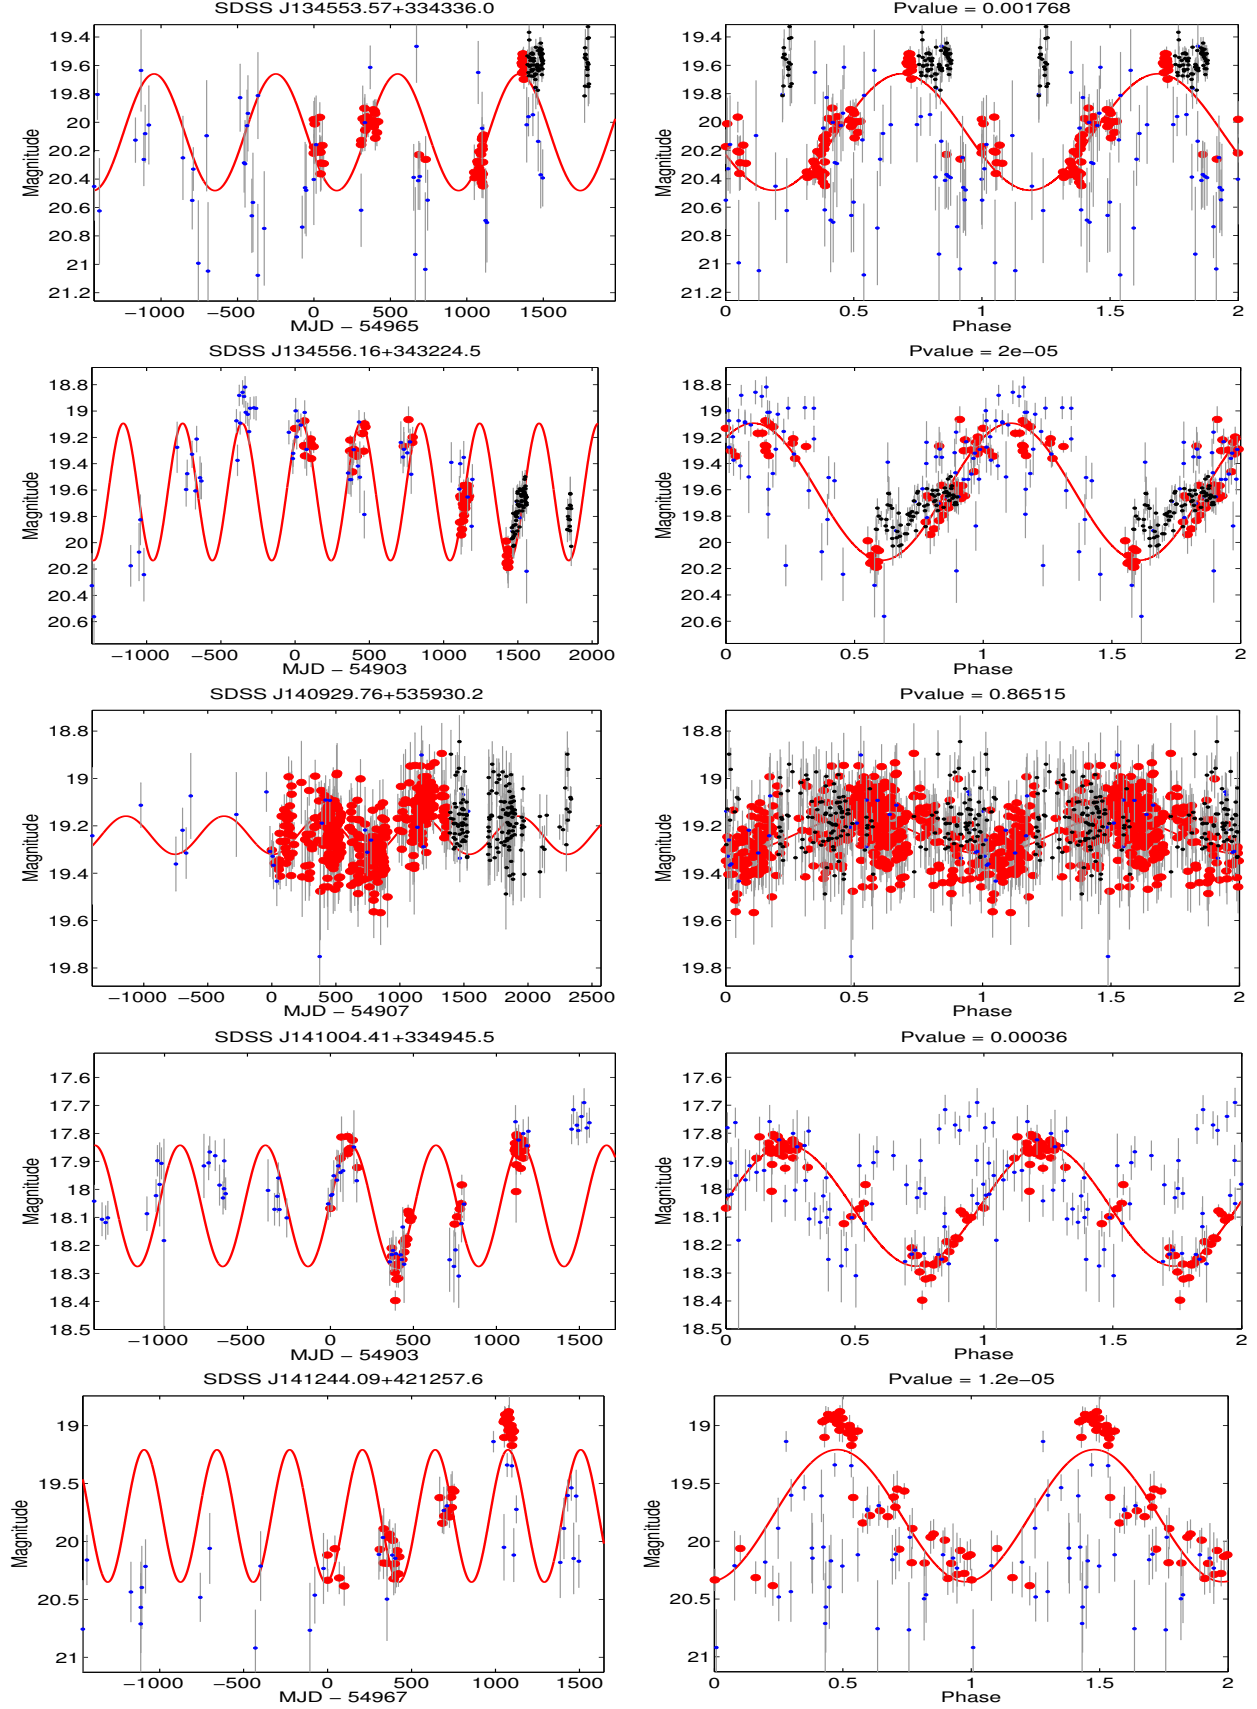 SDSS J134553.57+334336.0
Pvalue = 0.001768
19.4
19.6
19.8
20
20.2
20.4
20.6
20.8
21
21.2
Magnitude
−1000 −500 0 500 1000 1500
MJD − 54965
19.4
19.6
19.8
20
20.2
20.4
20.6
20.8
21
21.2
Magnitude
0 0.5 1 1.5 2
Phase
SDSS J134556.16+343224.5
Pvalue = 2e−05
18.8
19
19.2
19.4
19.6
19.8
20
20.2
20.4
20.6
Magnitude
−1000 −500 0 500 1000 1500 2000
MJD − 54903
18.8
19
19.2
19.4
19.6
19.8
20
20.2
20.4
20.6
Magnitude
0 0.5 1 1.5 2
Phase
SDSS J140929.76+535930.2
Pvalue = 0.86515
18.8
19
19.2
19.4
19.6
19.8
Magnitude
−1000 −500 0 500 1000 1500 2000 2500
MJD − 54907
18.8
19
19.2
19.4
19.6
19.8
Magnitude
0 0.5 1 1.5 2
Phase
SDSS J141004.41+334945.5
Pvalue = 0.00036
17.6
17.7
17.8
17.9
18
18.1
18.2
18.3
18.4
18.5
Magnitude
−1000 −500 0 500 1000 1500
MJD − 54903
17.6
17.7
17.8
17.9
18
18.1
18.2
18.3
18.4
18.5
Magnitude
0 0.5 1 1.5 2
Phase
SDSS J141244.09+421257.6
Pvalue = 1.2e−05
19
19.5
20
20.5
21
Magnitude
−1000 −500 0 500 1000 1500
MJD − 54967
19
19.5
20
20.5
21
Magnitude
0 0.5 1 1.5 2
Phase